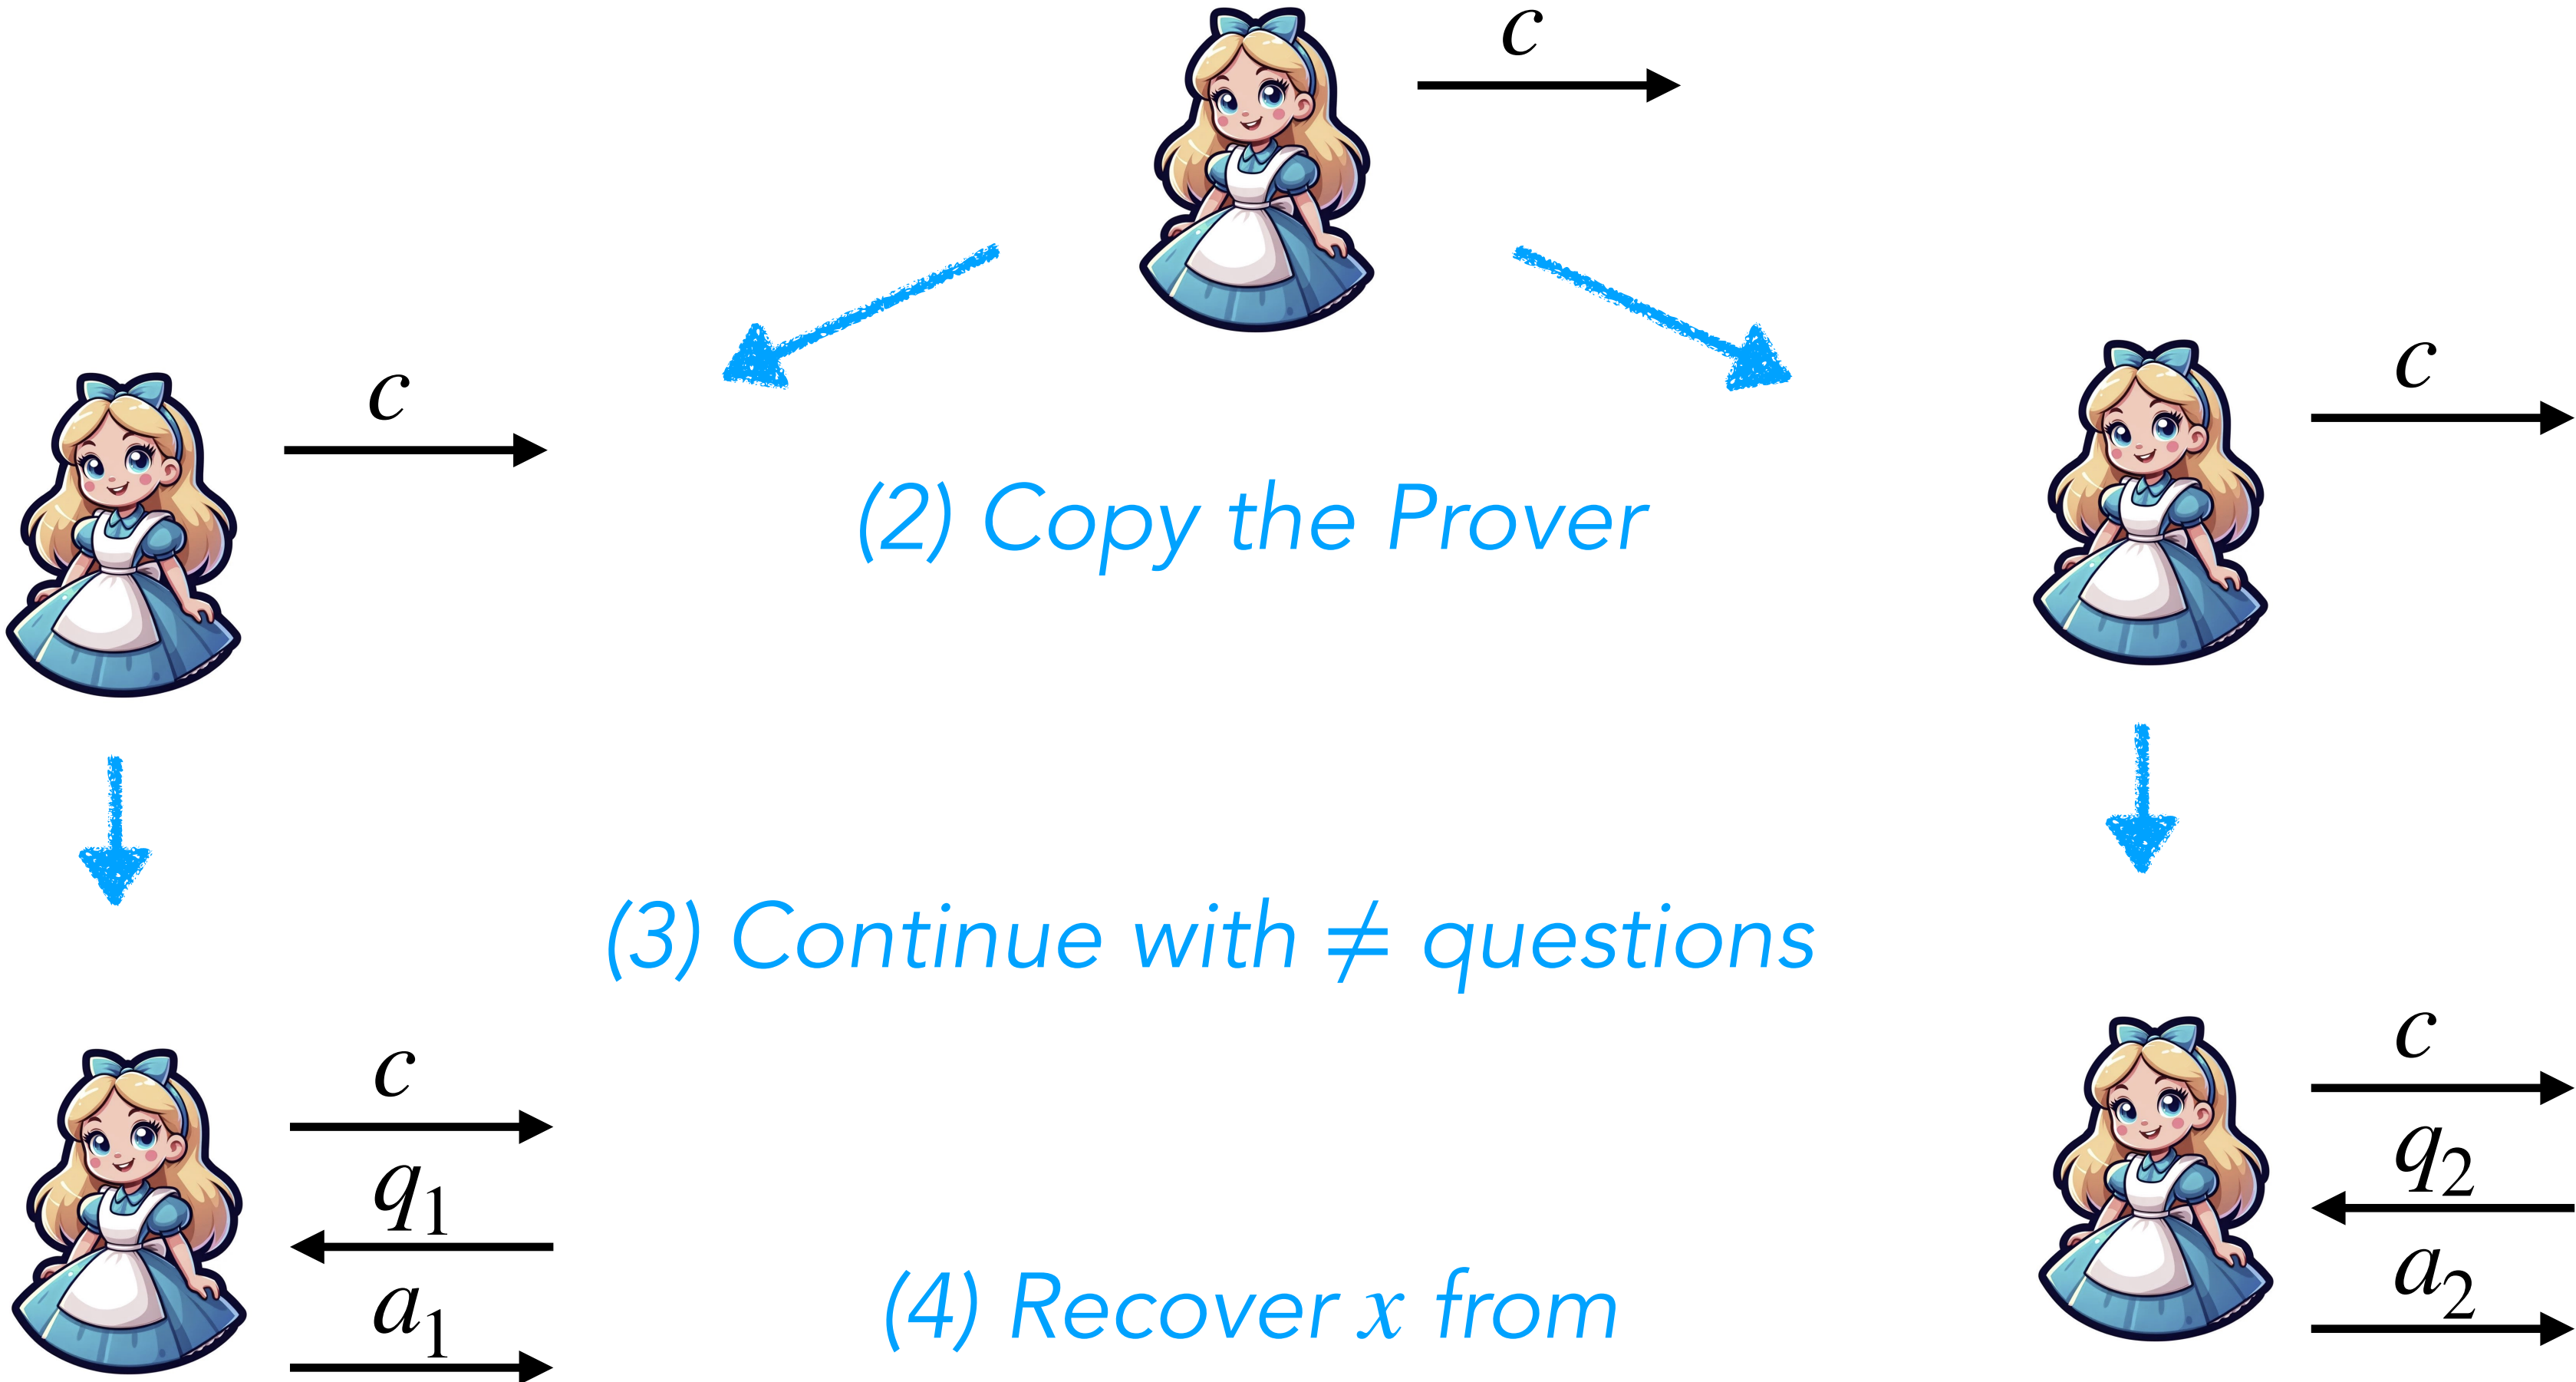 c
c
c
(2) Copy the Prover
(3) Continue with ≠ questions
c
c
q₁
q₂
a₁
a₂
(4) Recover x from